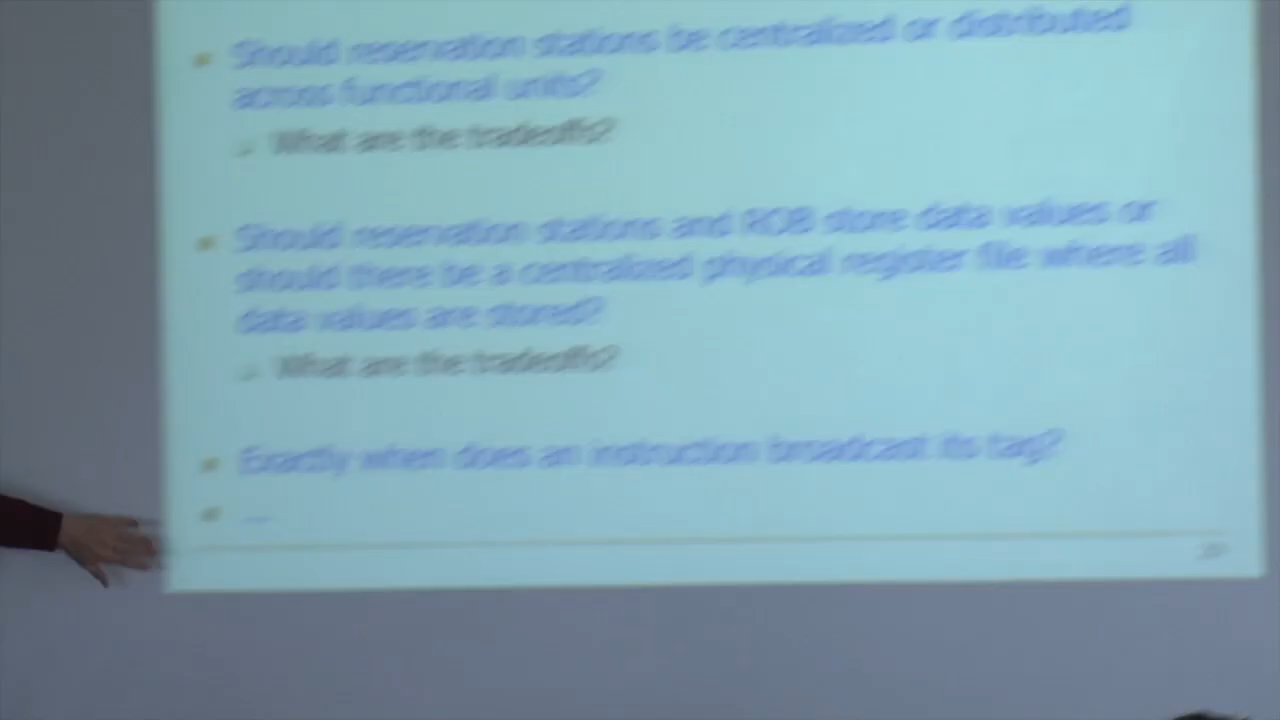 Should reservation stations be centralized or distributed
across functional units?
What are the tradeoffs?
Should reservation stations and ROB store data values or
should there be a centralized physical register file where all
data values are stored?
What are the tradeoffs?
Exactly when does an instruction broadcast its tag?
...